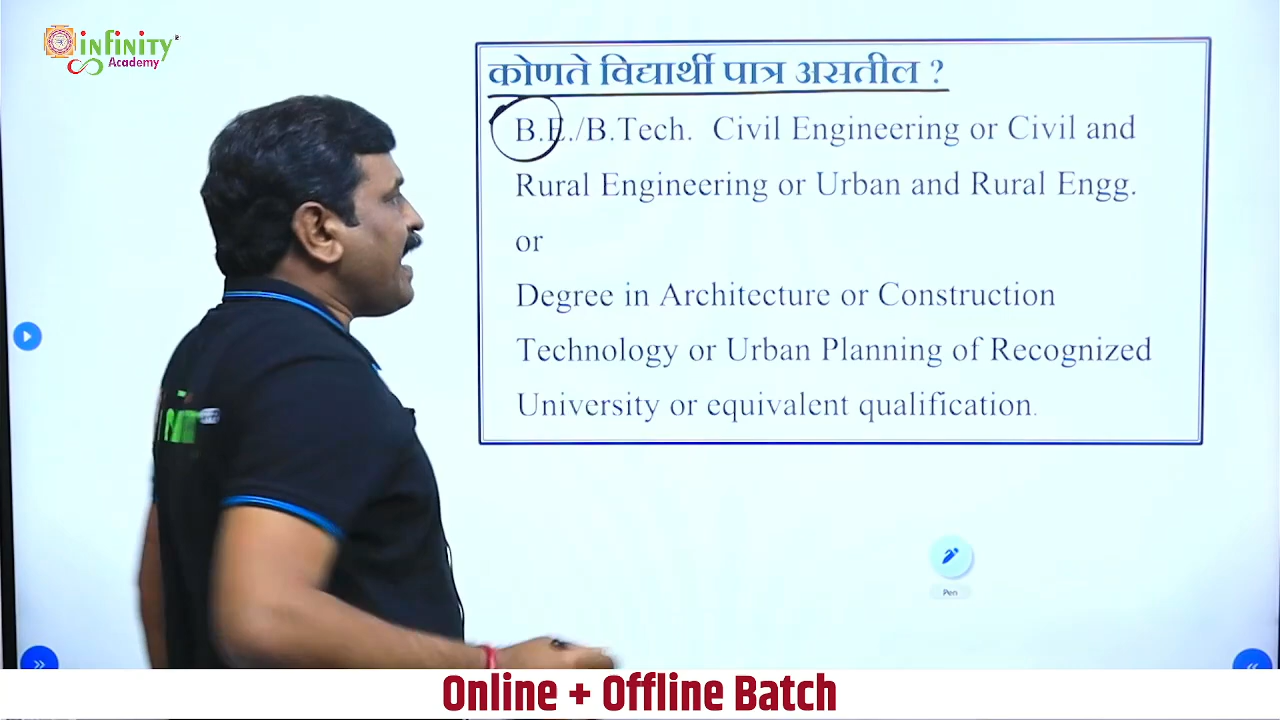 infinity
Academy
कोणते विद्यार्थी पात्र असतील ?
B.E./B.Tech. Civil Engineering or Civil and
Rural Engineering or Urban and Rural Engg.
or
Degree in Architecture or Construction
Technology or Urban Planning of Recognized
University or equivalent qualification.
Pen
Online + Offline Batch